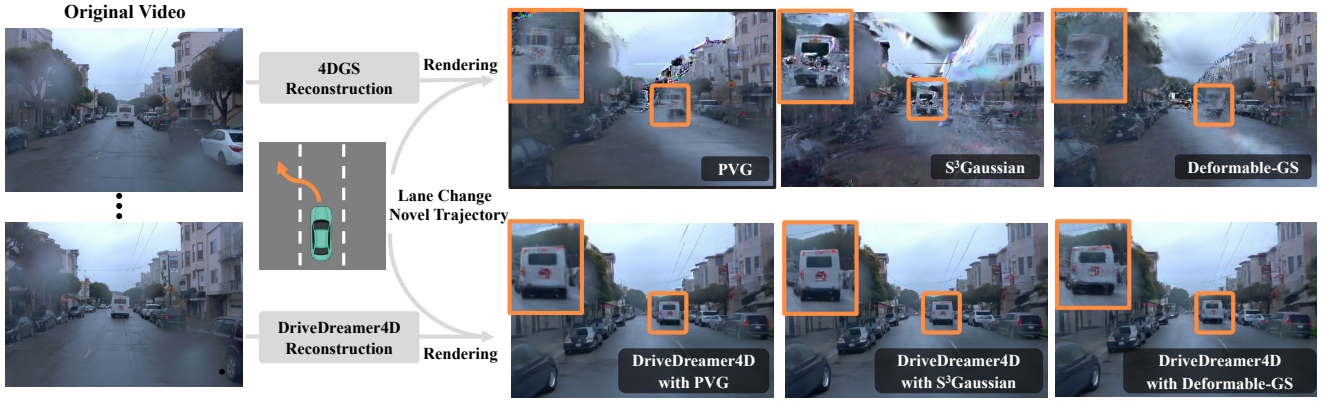 Original Video
4DGS
Reconstruction
Rendering
PVG
S³Gaussian
Deformable-GS
Lane Change
Novel Trajectory
DriveDreamer4D
Reconstruction
Rendering
DriveDreamer4D
with PVG
DriveDreamer4D
with S³Gaussian
DriveDreamer4D
with Deformable-GS